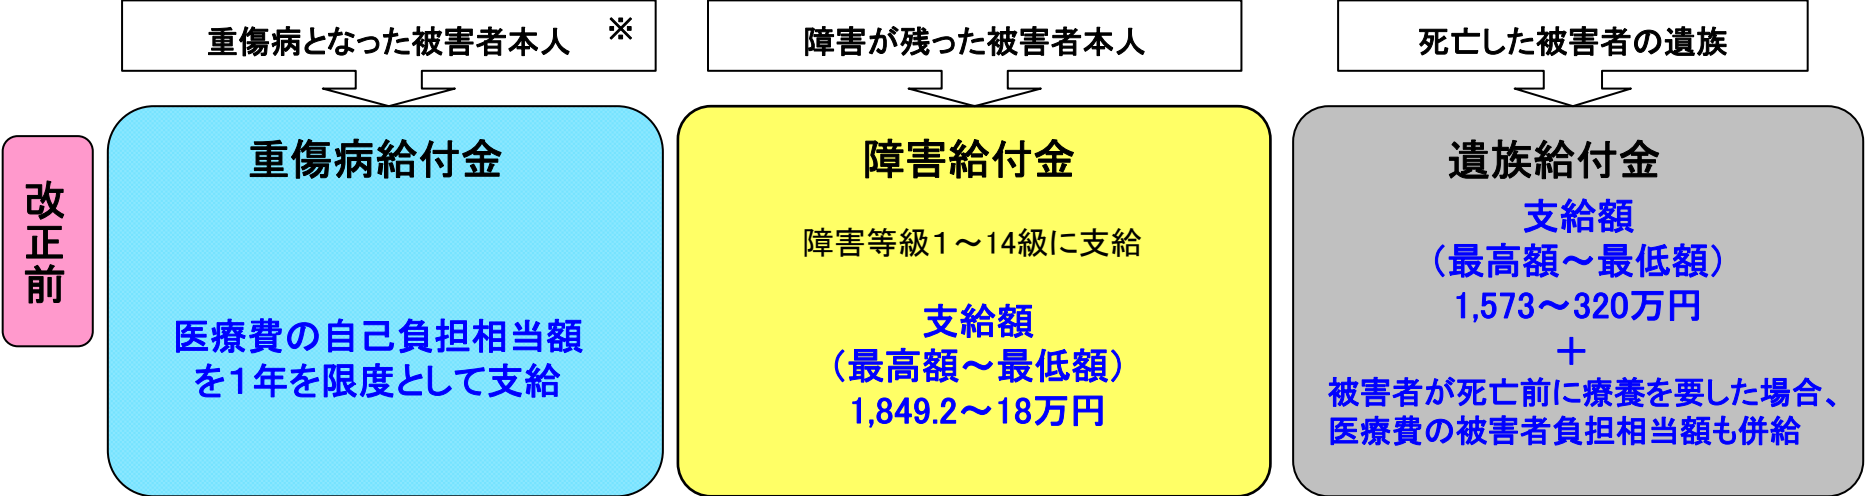 重傷病となった被害者本人 ※
障害が残った被害者本人
死亡した被害者の遺族
改正前
重傷病給付金
医療費の自己負担相当額
を１年を限度として支給
障害給付金
障害等級１～14級に支給
支給額
（最高額～最低額）
1,849.2～18万円
遺族給付金
支給額
（最高額～最低額）
1,573～320万円
＋
被害者が死亡前に療養を要した場合、
医療費の被害者負担相当額も併給